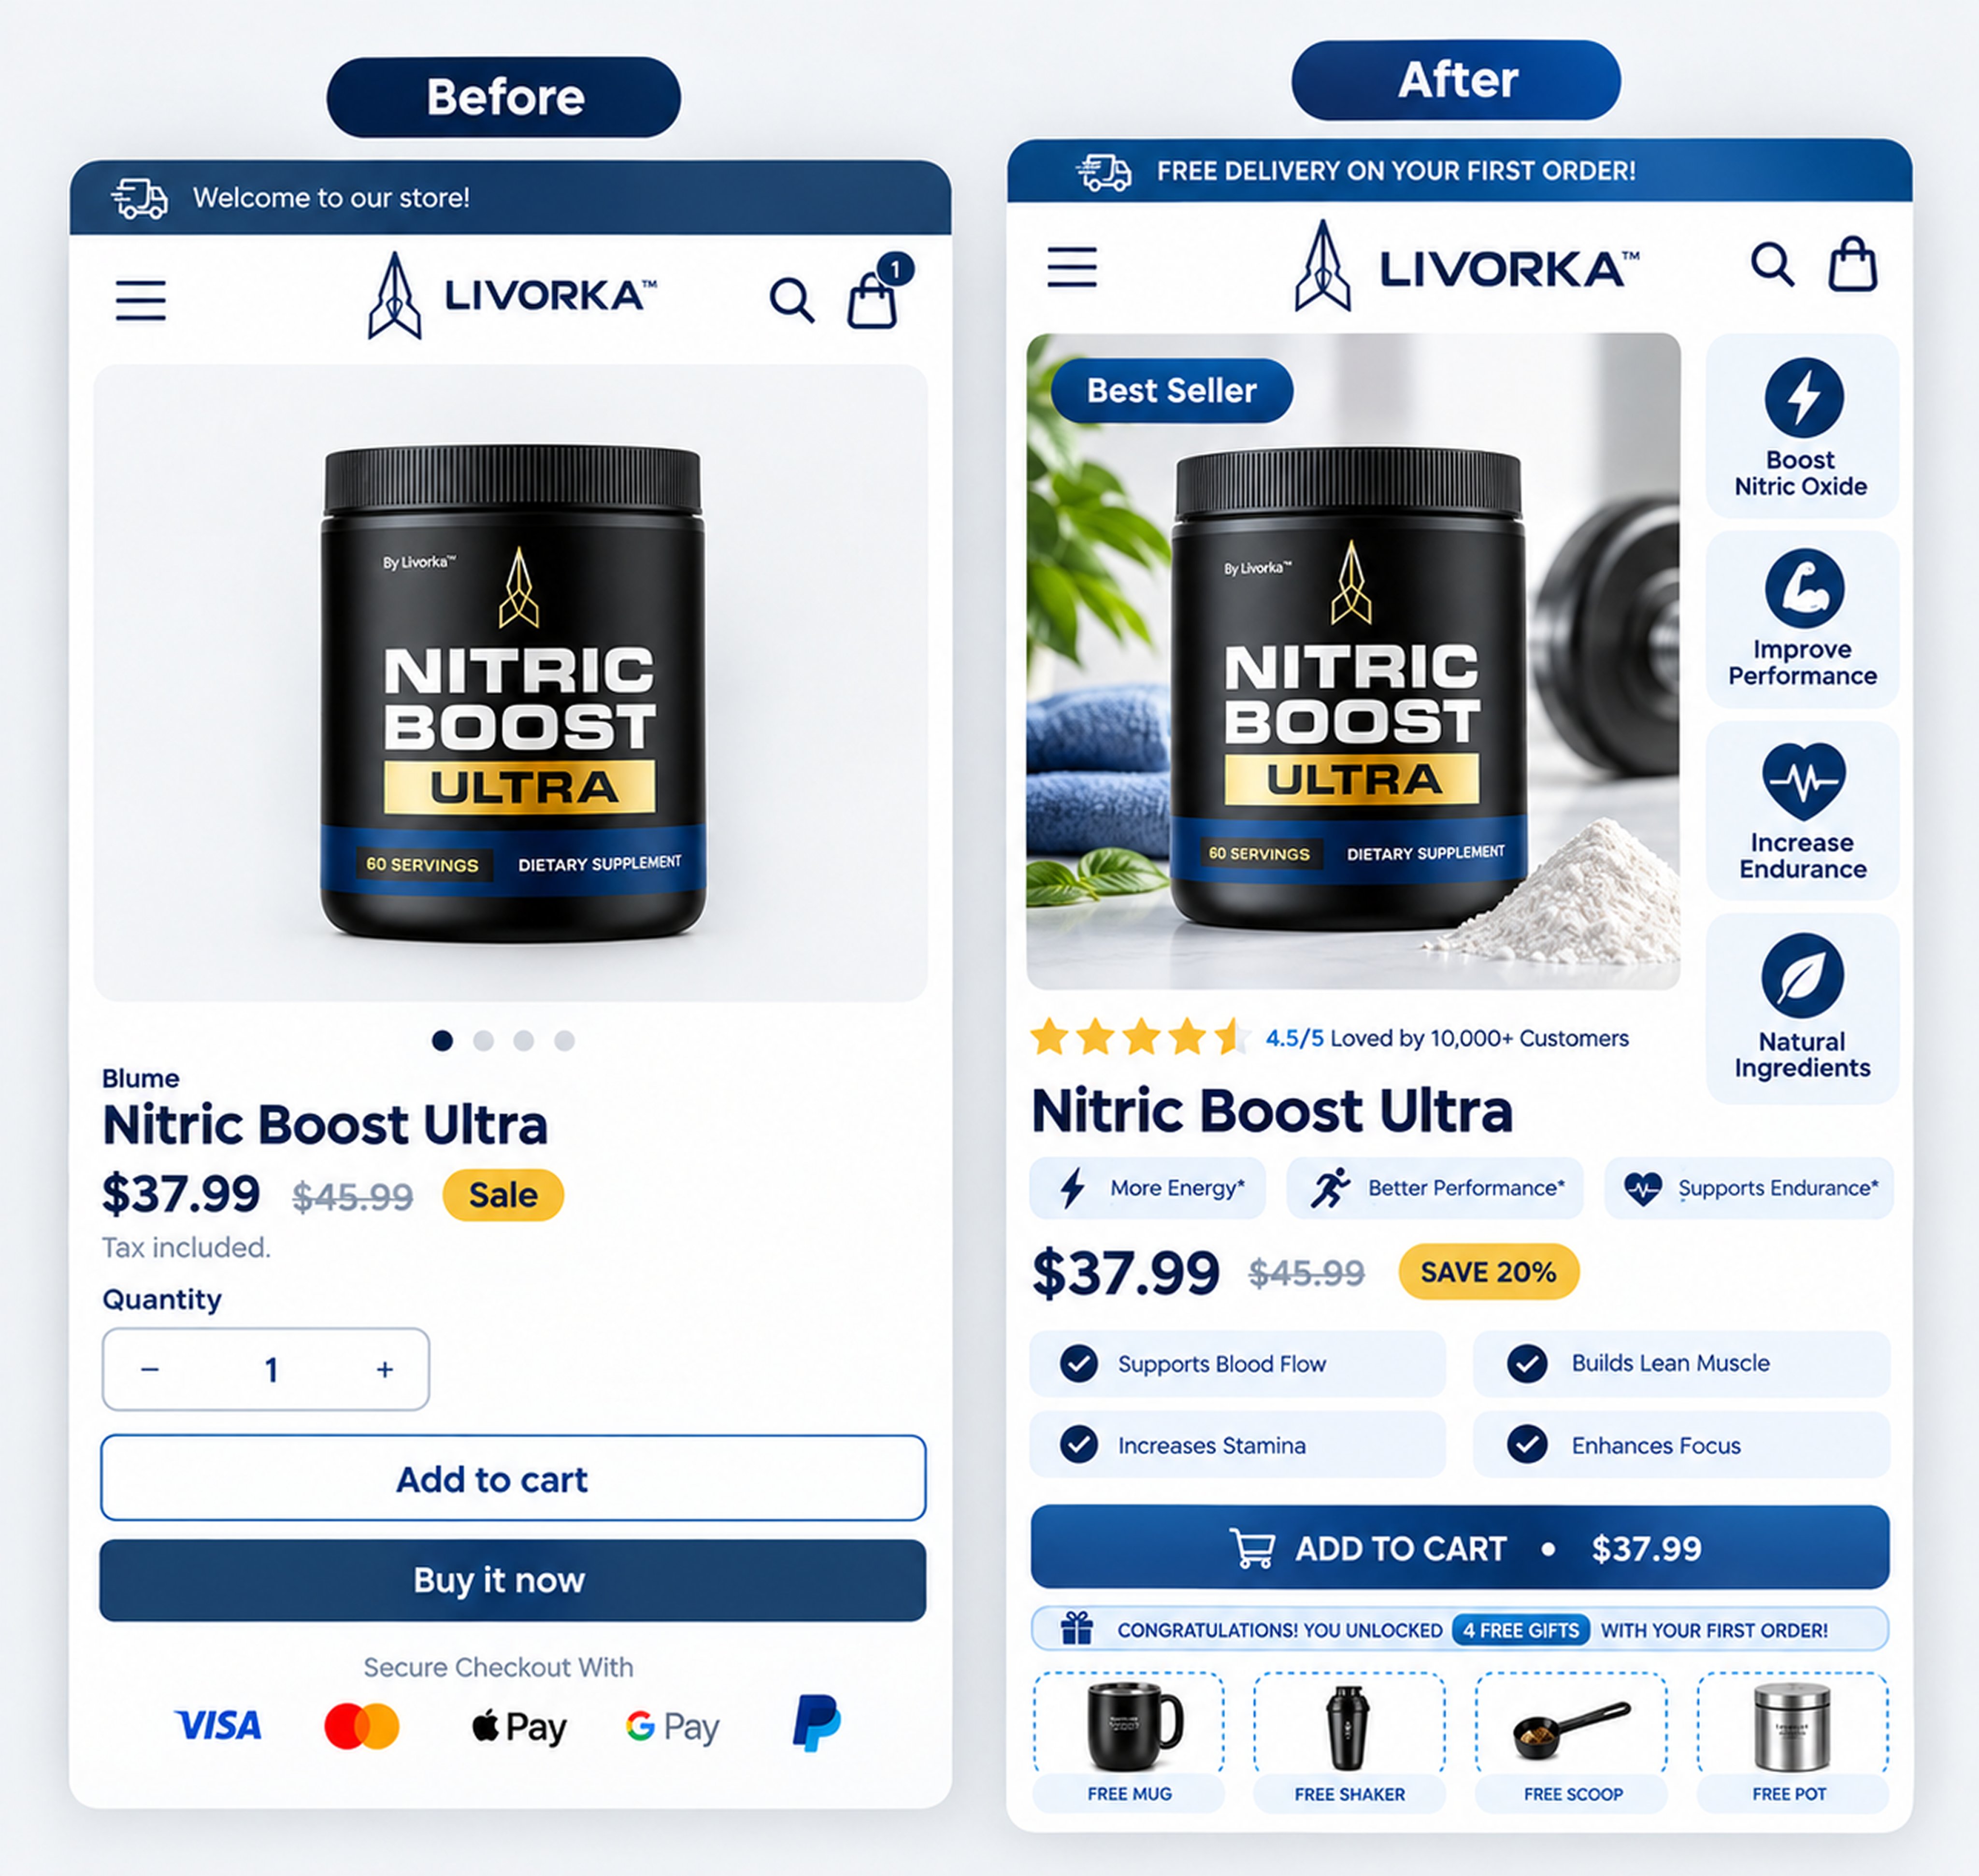 Before
Welcome to our store!
LIVORKA™
1
By Livorka™
NITRIC
BOOST
ULTRA
60 SERVINGS DIETARY SUPPLEMENT
Blume
Nitric Boost Ultra
$37.99 $45.99 Sale
Tax included.
Quantity
− 1 +
Add to cart
Buy it now
Secure Checkout With
VISA Pay G Pay
After
FREE DELIVERY ON YOUR FIRST ORDER!
LIVORKA™
Best Seller
By Livorka™
NITRIC
BOOST
ULTRA
60 SERVINGS DIETARY SUPPLEMENT
Boost
Nitric Oxide
Improve
Performance
Increase
Endurance
Natural
Ingredients
4.5/5 Loved by 10,000+ Customers
Nitric Boost Ultra
More Energy* Better Performance* Supports Endurance*
$37.99 $45.99 SAVE 20%
Supports Blood Flow Builds Lean Muscle
Increases Stamina Enhances Focus
ADD TO CART • $37.99
CONGRATULATIONS! YOU UNLOCKED 4 FREE GIFTS WITH YOUR FIRST ORDER!
FREE MUG FREE SHAKER FREE SCOOP FREE POT